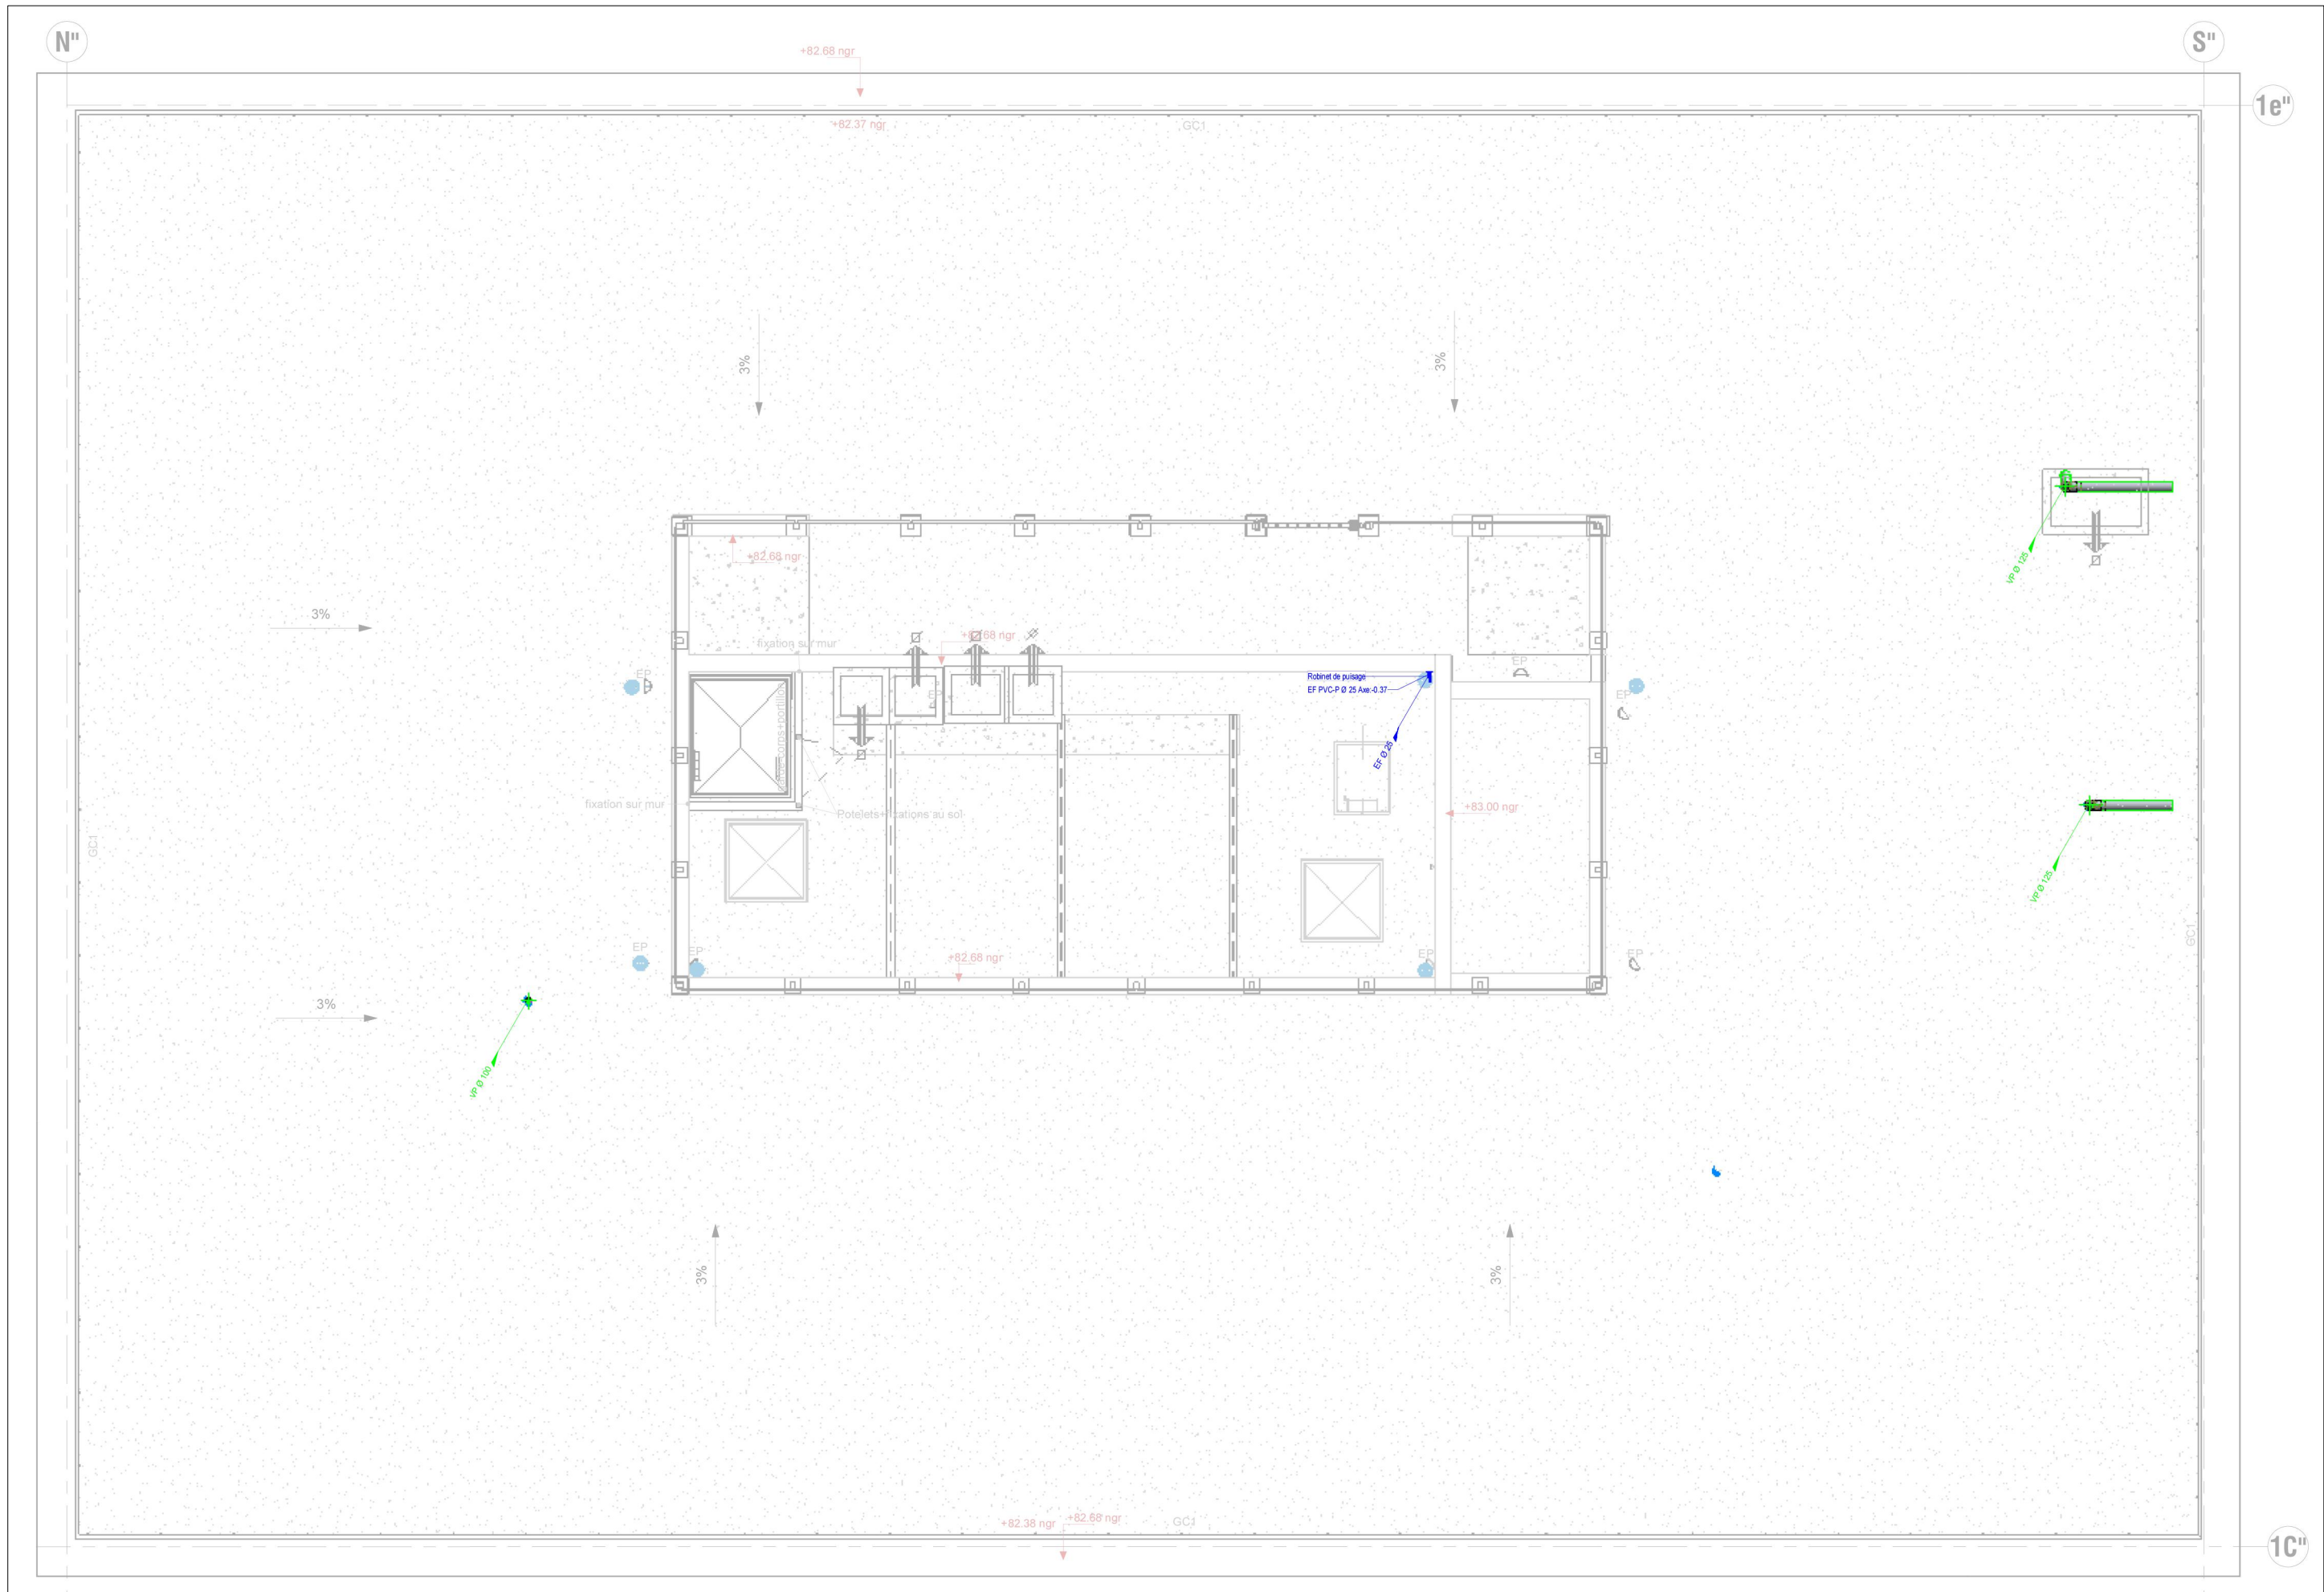 N"
S"
+82.68 ngr
1e"
+82.37 ngr
GC1
3%
3%
VP Ø 125
+82.68 ngr
3%
fixation sur mur
+82.68 ngr
EP
EP
Robinet de puisage
EF PVC-P Ø 25 Axe:-0.37
EP
EP
EF Ø 25
fixation sur mur
Potelets+fixations au sol
+83.00 ngr
GC1
VP Ø 125
GC1
EP
EP
+82.68 ngr
EP
EP
3%
VP Ø 100
3%
3%
+82.38 ngr
+82.68 ngr
GC1
1C"